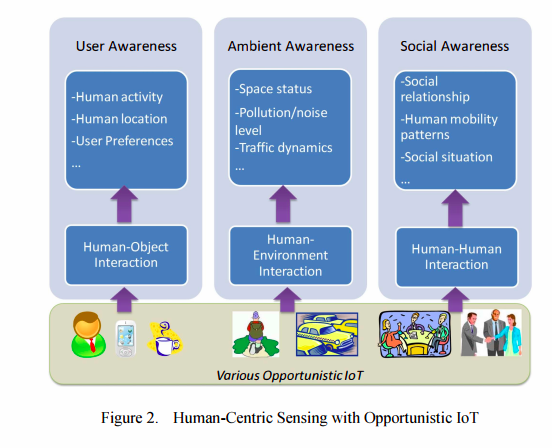 User Awareness
-Human activity
-Human location
-User Preferences
...
Human-Object
Interaction
Ambient Awareness
-Space status
-Pollution/noise
level
-Traffic dynamics
...
Human-
Environment
Interaction
Social Awareness
-Social
relationship
-Human mobility
patterns
-Social situation
...
Human-Human
Interaction
Various Opportunistic IoT
Figure 2. Human-Centric Sensing with Opportunistic IoT